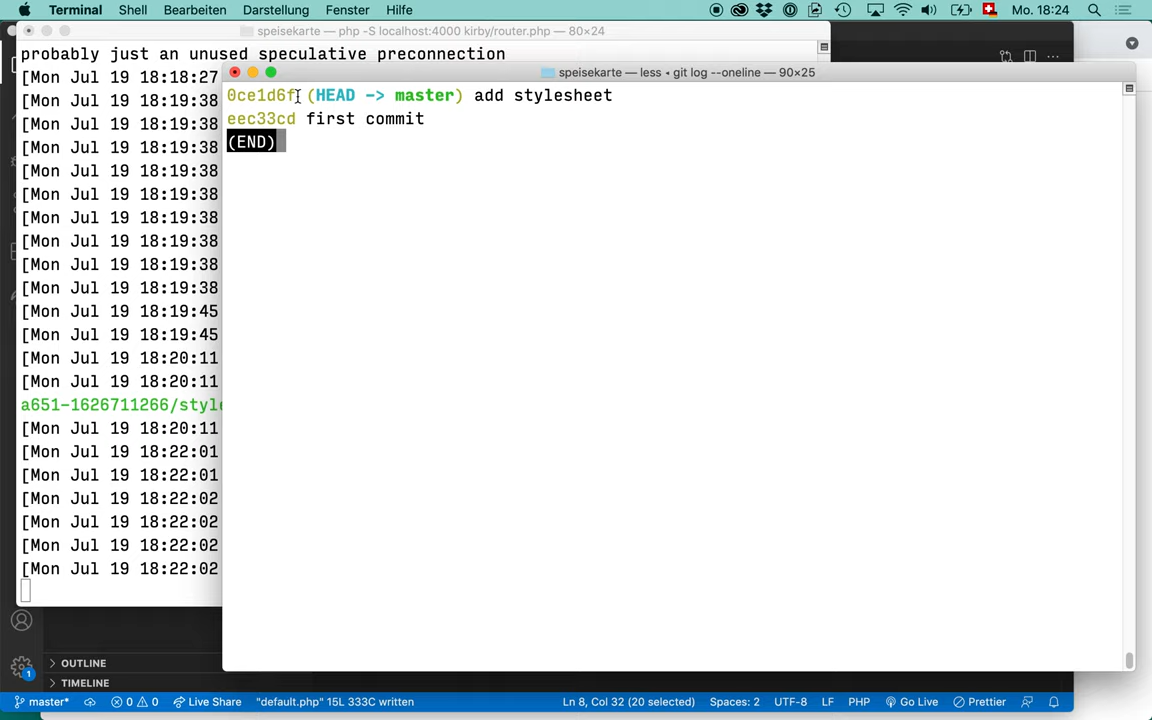 Terminal Shell Bearbeiten Darstellung Fenster Hilfe Mo. 18:24
speisekarte — php -S localhost:4000 kirby/router.php — 80×24
probably just an unused speculative preconnection
[Mon Jul 19 18:18:27
[Mon Jul 19 18:19:38
[Mon Jul 19 18:19:38
[Mon Jul 19 18:19:38
[Mon Jul 19 18:19:38
[Mon Jul 19 18:19:38
[Mon Jul 19 18:19:38
[Mon Jul 19 18:19:38
[Mon Jul 19 18:19:38
[Mon Jul 19 18:19:38
[Mon Jul 19 18:19:45
[Mon Jul 19 18:19:45
[Mon Jul 19 18:20:11
[Mon Jul 19 18:20:11
a651-1626711266/style
[Mon Jul 19 18:20:11
[Mon Jul 19 18:22:01
[Mon Jul 19 18:22:01
[Mon Jul 19 18:22:02
[Mon Jul 19 18:22:02
[Mon Jul 19 18:22:02
[Mon Jul 19 18:22:02
speisekarte — less ◂ git log --oneline — 90×25
0ce1d6f (HEAD -> master) add stylesheet
eec33cd first commit
(END)
OUTLINE
TIMELINE
1
master* 0 0 Live Share "default.php" 15L 333C written Ln 8, Col 32 (20 selected) Spaces: 2 UTF-8 LF PHP Go Live Prettier